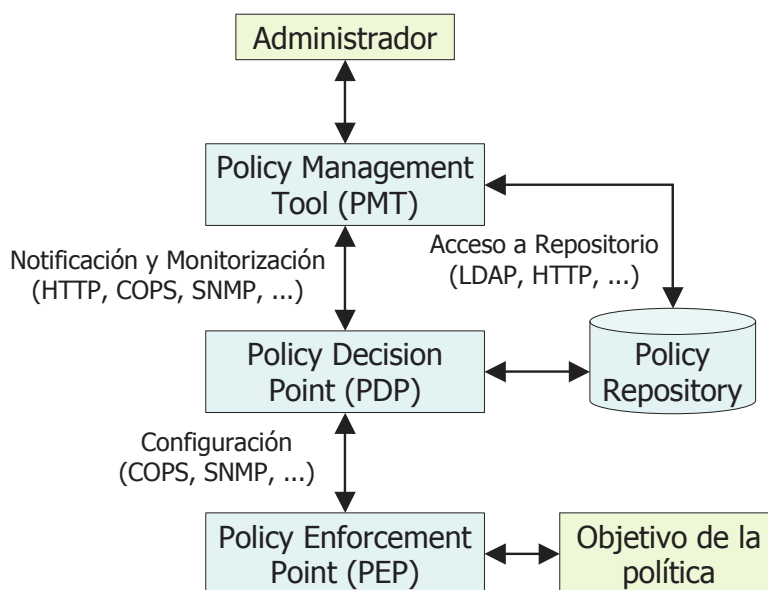 Administrador
Policy Management
Tool (PMT)
Notificación y Monitorización
(HTTP, COPS, SNMP, ...)
Acceso a Repositorio
(LDAP, HTTP, ...)
Policy Decision
Point (PDP)
Policy
Repository
Configuración
(COPS, SNMP, ...)
Policy Enforcement
Point (PEP)
Objetivo de la
política